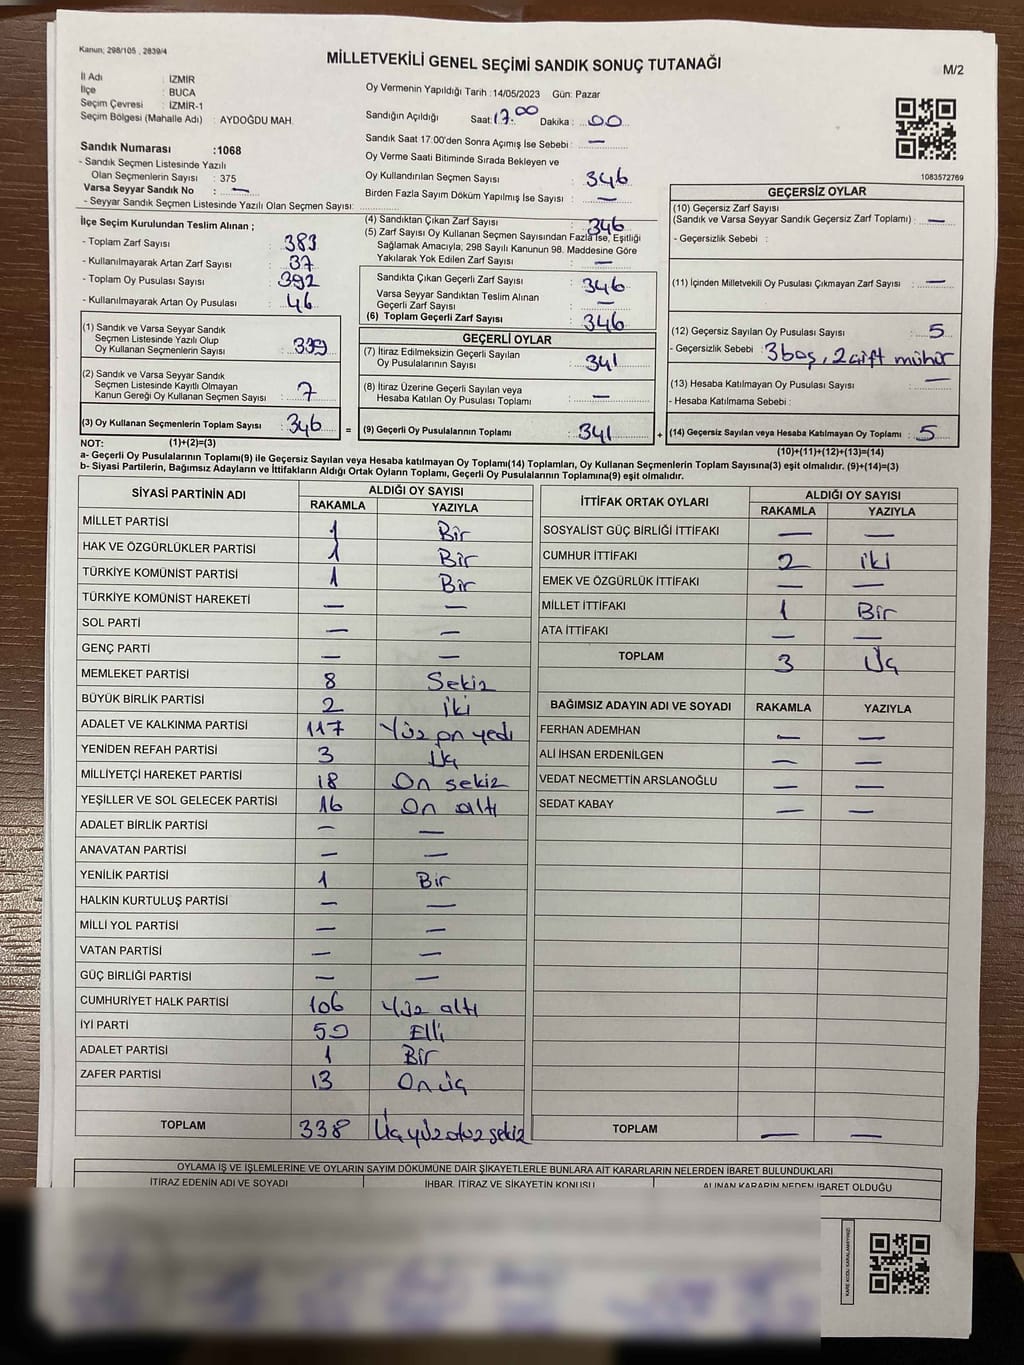 Kanun; 298/105 , 2839/4
MİLLETVEKİLİ GENEL SEÇİMİ SANDIK SONUÇ TUTANAĞI
M/2
İl Adı : İZMİR
İlçe : BUCA
Seçim Çevresi : İZMİR-1
Seçim Bölgesi (Mahalle Adı) : AYDOĞDU MAH.
Sandık Numarası :1068
- Sandık Seçmen Listesinde Yazılı
Olan Seçmenlerin Sayısı : 375
Varsa Seyyar Sandık No : —
- Seyyar Sandık Seçmen Listesinde Yazılı Olan Seçmen Sayısı:
Oy Vermenin Yapıldığı Tarih :14/05/2023 Gün: Pazar
Sandığın Açıldığı Saat: 17.00 Dakika : 00
Sandık Saat 17:00'den Sonra Açımış İse Sebebi : —
Oy Verme Saati Bitiminde Sırada Bekleyen ve
Oy Kullandırılan Seçmen Sayısı : 346
Birden Fazla Sayım Döküm Yapılmış İse Sayısı : —
1083572769
İlçe Seçim Kurulundan Teslim Alınan ;
- Toplam Zarf Sayısı : 383
- Kullanılmayarak Artan Zarf Sayısı : 37
- Toplam Oy Pusulası Sayısı : 392
- Kullanılmayarak Artan Oy Pusulası : 46
(4) Sandıktan Çıkan Zarf Sayısı : 346
(5) Zarf Sayısı Oy Kullanan Seçmen Sayısından Fazla İse, Eşitliği
Sağlamak Amacıyla; 298 Sayılı Kanunun 98. Maddesine Göre
Yakılarak Yok Edilen Zarf Sayısı : —
Sandıkta Çıkan Geçerli Zarf Sayısı : 346
Varsa Seyyar Sandıktan Teslim Alınan
Geçerli Zarf Sayısı : —
(6) Toplam Geçerli Zarf Sayısı : 346
GEÇERSİZ OYLAR
(10) Geçersiz Zarf Sayısı
(Sandık ve Varsa Seyyar Sandık Geçersiz Zarf Toplamı) : —
- Geçersizlik Sebebi :
(11) İçinden Milletvekili Oy Pusulası Çıkmayan Zarf Sayısı : —
(12) Geçersiz Sayılan Oy Pusulası Sayısı : 5
- Geçersizlik Sebebi : 3 boş, 2 çift mühür
(13) Hesaba Katılmayan Oy Pusulası Sayısı : —
- Hesaba Katılmama Sebebi :
(14) Geçersiz Sayılan veya Hesaba Katılmayan Oy Toplamı : 5
(10)+(11)+(12)+(13)=(14)
(1) Sandık ve Varsa Seyyar Sandık
Seçmen Listesinde Yazılı Olup
Oy Kullanan Seçmenlerin Sayısı : 339
(2) Sandık ve Varsa Seyyar Sandık
Seçmen Listesinde Kayıtlı Olmayan
Kanun Gereği Oy Kullanan Seçmen Sayısı : 7
(3) Oy Kullanan Seçmenlerin Toplam Sayısı : 346 =
GEÇERLİ OYLAR
(7) İtiraz Edilmeksizin Geçerli Sayılan
Oy Pusulalarının Sayısı : 341
(8) İtiraz Üzerine Geçerli Sayılan veya
Hesaba Katılan Oy Pusulası Toplamı : —
(9) Geçerli Oy Pusulalarının Toplamı : 341 +
NOT: (1)+(2)=(3)
a- Geçerli Oy Pusulalarının Toplamı(9) ile Geçersiz Sayılan veya Hesaba katılmayan Oy Toplamı(14) Toplamları, Oy Kullanan Seçmenlerin Toplam Sayısına(3) eşit olmalıdır. (9)+(14)=(3)
b- Siyasi Partilerin, Bağımsız Adayların ve İttifakların Aldığı Ortak Oyların Toplamı, Geçerli Oy Pusulalarının Toplamına(9) eşit olmalıdır.
SİYASİ PARTİNİN ADI ALDIĞI OY SAYISI
RAKAMLA YAZIYLA
MİLLET PARTİSİ 1 Bir
HAK VE ÖZGÜRLÜKLER PARTİSİ 1 Bir
TÜRKİYE KOMÜNİST PARTİSİ 1 Bir
TÜRKİYE KOMÜNİST HAREKETİ — —
SOL PARTİ — —
GENÇ PARTİ — —
MEMLEKET PARTİSİ 8 Sekiz
BÜYÜK BİRLİK PARTİSİ 2 İki
ADALET VE KALKINMA PARTİSİ 117 Yüz on yedi
YENİDEN REFAH PARTİSİ 3 Üç
MİLLİYETÇİ HAREKET PARTİSİ 18 On sekiz
YEŞİLLER VE SOL GELECEK PARTİSİ 16 On altı
ADALET BİRLİK PARTİSİ — —
ANAVATAN PARTİSİ — —
YENİLİK PARTİSİ 1 Bir
HALKIN KURTULUŞ PARTİSİ — —
MİLLİ YOL PARTİSİ — —
VATAN PARTİSİ — —
GÜÇ BİRLİĞİ PARTİSİ — —
CUMHURİYET HALK PARTİSİ 106 Yüz altı
İYİ PARTİ 50 Elli
ADALET PARTİSİ 1 Bir
ZAFER PARTİSİ 13 On üç
TOPLAM 338 Üç yüz otuz sekiz
İTTİFAK ORTAK OYLARI ALDIĞI OY SAYISI
RAKAMLA YAZIYLA
SOSYALİST GÜÇ BİRLİĞİ İTTİFAKI — —
CUMHUR İTTİFAKI 2 İki
EMEK VE ÖZGÜRLÜK İTTİFAKI — —
MİLLET İTTİFAKI 1 Bir
ATA İTTİFAKI — —
TOPLAM 3 Üç
BAĞIMSIZ ADAYIN ADI VE SOYADI RAKAMLA YAZIYLA
FERHAN ADEMHAN — —
ALİ İHSAN ERDENİLGEN — —
VEDAT NECMETTİN ARSLANOĞLU — —
SEDAT KABAY — —
TOPLAM — —
OYLAMA İŞ VE İŞLEMLERİNE VE OYLARIN SAYIM DÖKÜMÜNE DAİR ŞİKAYETLERLE BUNLARA AİT KARARLARIN NELERDEN İBARET BULUNDUKLARI
İTİRAZ EDENİN ADI VE SOYADI İHBAR, İTİRAZ VE ŞİKAYETİN KONUSU ALINAN KARARIN NEDEN İBARET OLDUĞU
KARE KODU KARALAMAYINIZ!